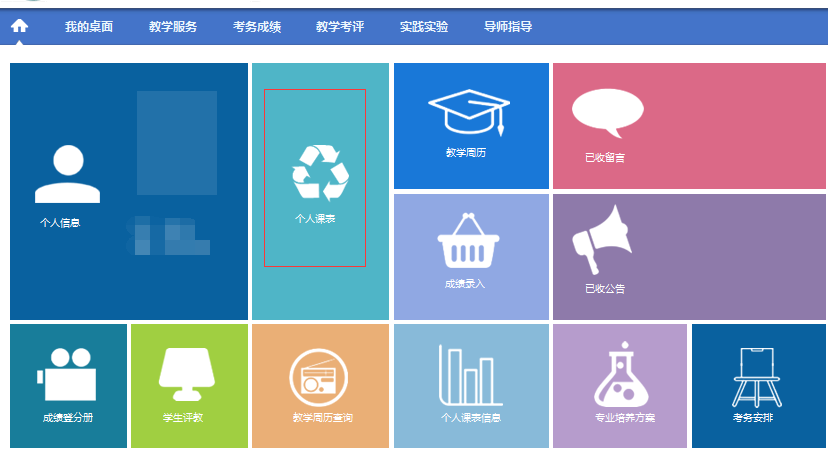 我的桌面 教学服务 考务成绩 教学考评 实践实验 导师指导
个人信息
个人课表
教学周历
已收留言
成绩录入
已收公告
成绩登分册
学生评教
教学周历查询
个人课表信息
专业培养方案
考务安排